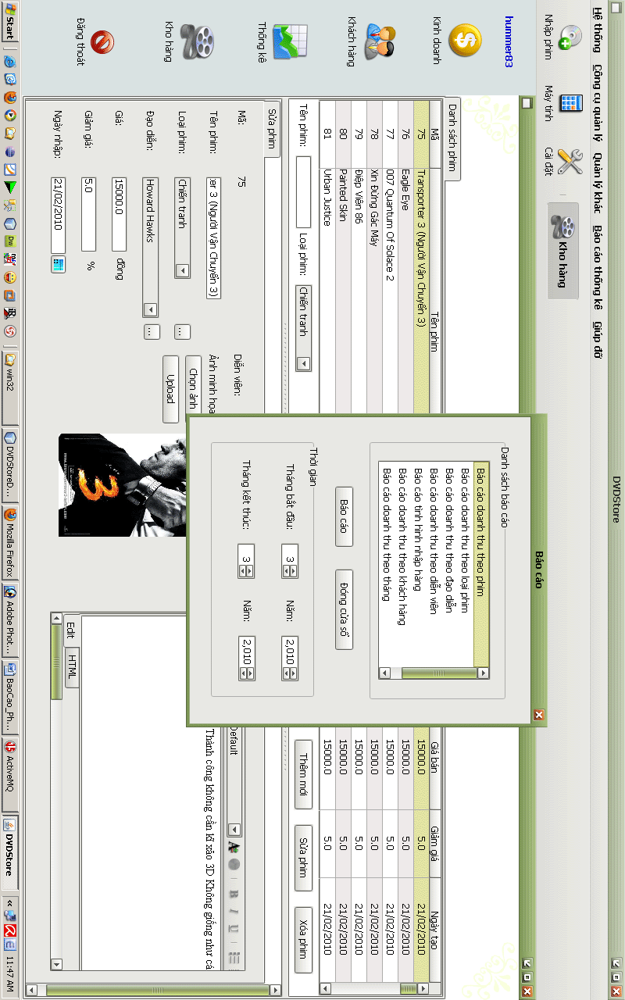 DVDStore
Hệ thống Công cụ quản lý Quản lý khác Báo cáo thống kê Giúp đỡ
Nhập phim Máy tính Cài đặt Kho hàng
hummer83
Kinh doanh
Khách hàng
Thống kê
Kho hàng
Đăng thoát
Danh sách phim
Mã Tên phim Giá bán Giảm giá Ngày tạo
75 Transporter 3 (Người Vận Chuyển 3) 15000.0 5.0 21/02/2010
76 Eagle Eye 15000.0 5.0 21/02/2010
77 007 Quantum Of Solace 2 15000.0 5.0 21/02/2010
78 Xin Đừng Gác Máy 15000.0 5.0 21/02/2010
79 Điệp Viên 86 15000.0 5.0 21/02/2010
80 Painted Skin 15000.0 5.0 21/02/2010
81 Urban Justice 15000.0 5.0 21/02/2010
Tên phim: Loại phim: Chiến tranh Thêm mới Sửa phim Xóa phim
Báo cáo
Danh sách báo cáo
Báo cáo doanh thu theo phim
Báo cáo doanh thu theo loại phim
Báo cáo doanh thu theo đạo diễn
Báo cáo doanh thu theo diễn viên
Báo cáo tình hình nhập hàng
Báo cáo doanh thu theo khách hàng
Báo cáo doanh thu theo tháng
Báo cáo Đóng cửa sổ
Thời gian
Tháng bắt đầu: 3 Năm: 2,010
Tháng kết thúc: 3 Năm: 2,010
Sửa phim
Mã: 75
Tên phim: er 3 (Người Vận Chuyển 3)
Loại phim: Chiến tranh ...
Đạo diễn: Howard Hawks ...
Giá: 15000.0 đồng
Giảm giá: 5.0 %
Ngày nhập: 21/02/2010
Diễn viên:
Ảnh minh họa
Chọn ảnh
Upload
3
Default A B I U
Thành công không cần kĩ xảo 3D Không giống như cá
Edit HTML
Start win32 DVDStoreD... Mozilla Firefox Adobe Phot... BaoCao_Ph... ActiveMQ DVDStore « 11:47 AM